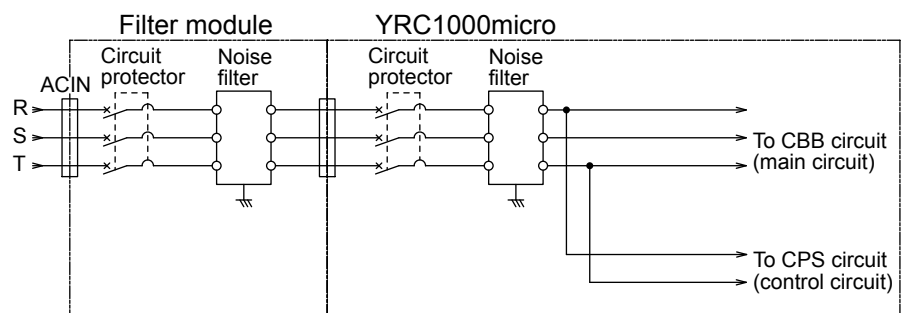 Filter module
YRC1000micro
Circuit
protector
Noise
filter
Circuit
protector
Noise
filter
ACIN
R
S
T
To CBB circuit
(main circuit)
To CPS circuit
(control circuit)